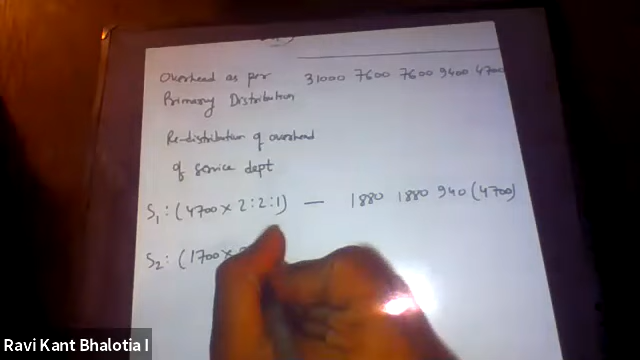 Overhead as per 31000 7600 7600 9400 4700
Primary Distribution
Re-distribution of overhead
of service dept
S₁: (4700 × 2:2:1) — 1880 1880 940 (4700)
S₂: (1700 ×
Ravi Kant Bhalotia I